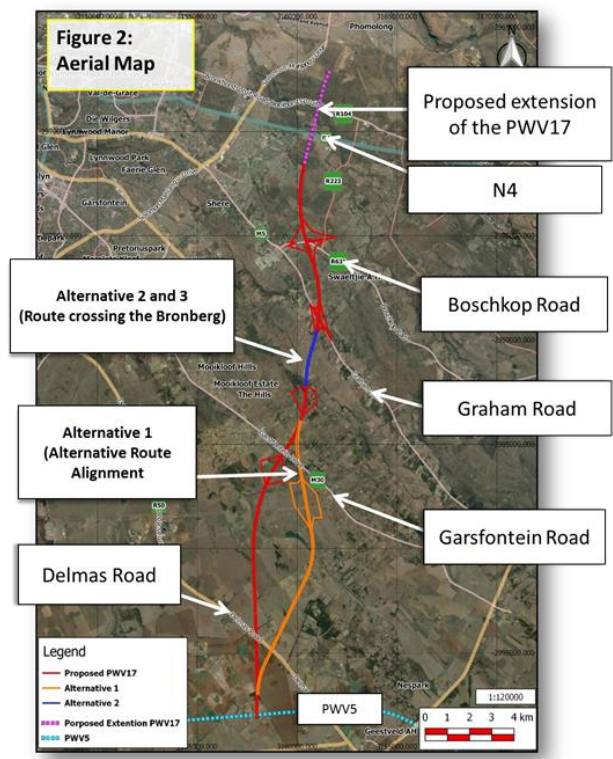 Figure 2:
Aerial Map
Phomolong
Proposed extension
of the PWV17
N4
Val-de-Grace
Die Wilgers
Lynnwood Manor
Lynnwood Park
Faerie Glen
Garsfontein
Shere
Pretoriuspark
R104
R223
M5
Boschkop Road
Alternative 2 and 3
(Route crossing the Bronberg)
Mooikloof Hills
Mooikloof Estate
The Hills
Graham Road
Alternative 1
(Alternative Route
Alignment
M30
R50
Garsfontein Road
Delmas Road
Delmas Road
Legend
Proposed PWV17
Alternative 1
Alternative 2
Proposed Extention PWV17
PWV5
PWV5
Nespark
Geestveld AH
1:120000
0 1 2 3 4 km